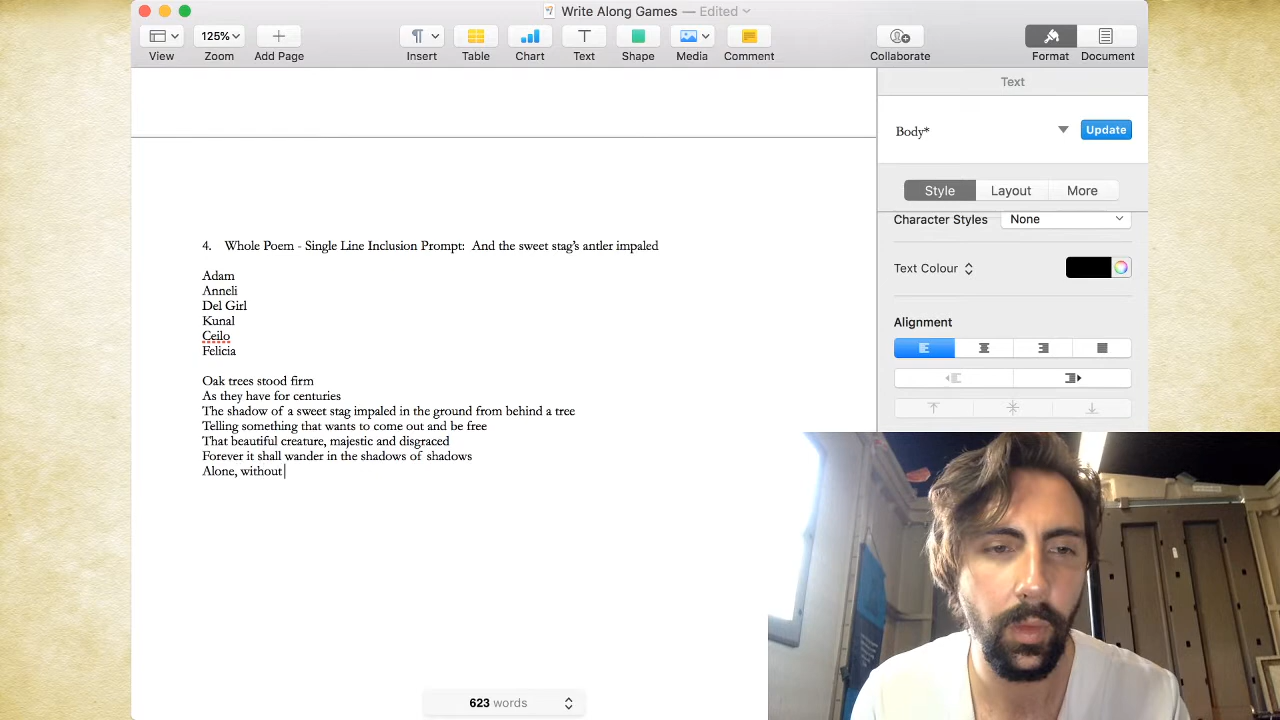 Write Along Games — Edited
125%
View Zoom Add Page Insert Table Chart Text Shape Media Comment Collaborate Format Document
Text
Body*
Update
Style Layout More
Character Styles None
Text Colour
Alignment
4. Whole Poem - Single Line Inclusion Prompt: And the sweet stag's antler impaled
Adam
Anneli
Del Girl
Kunal
Ceilo
Felicia
Oak trees stood firm
As they have for centuries
The shadow of a sweet stag impaled in the ground from behind a tree
Telling something that wants to come out and be free
That beautiful creature, majestic and disgraced
Forever it shall wander in the shadows of shadows
Alone, without
623 words